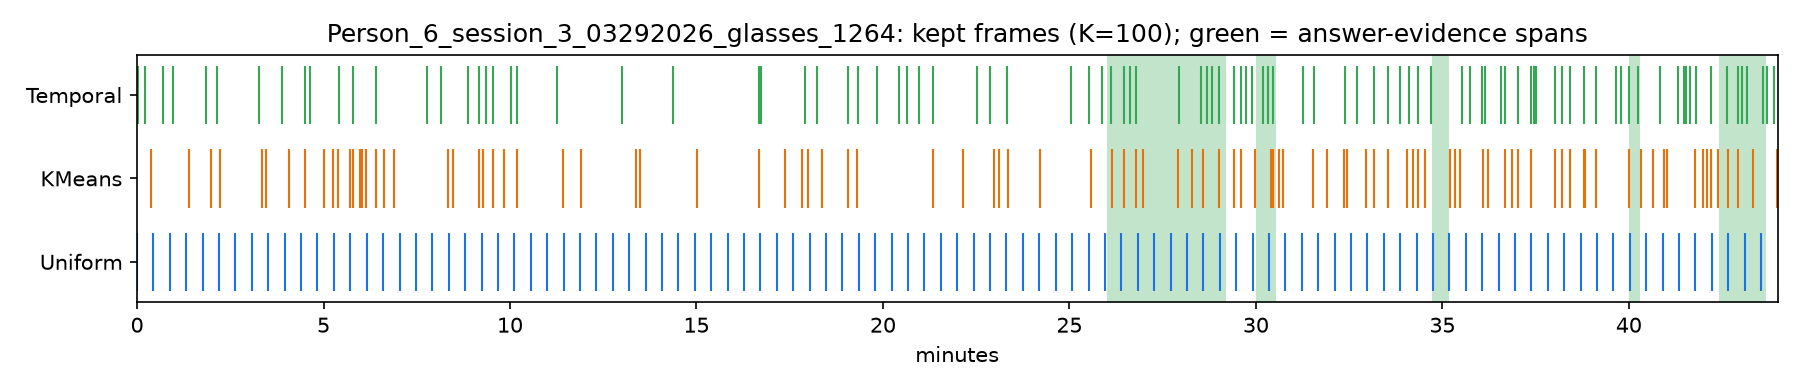 Person_6_session_3_03292026_glasses_1264: kept frames (K=100); green = answer-evidence spans
Temporal
KMeans
Uniform
0 5 10 15 20 25 30 35 40
minutes